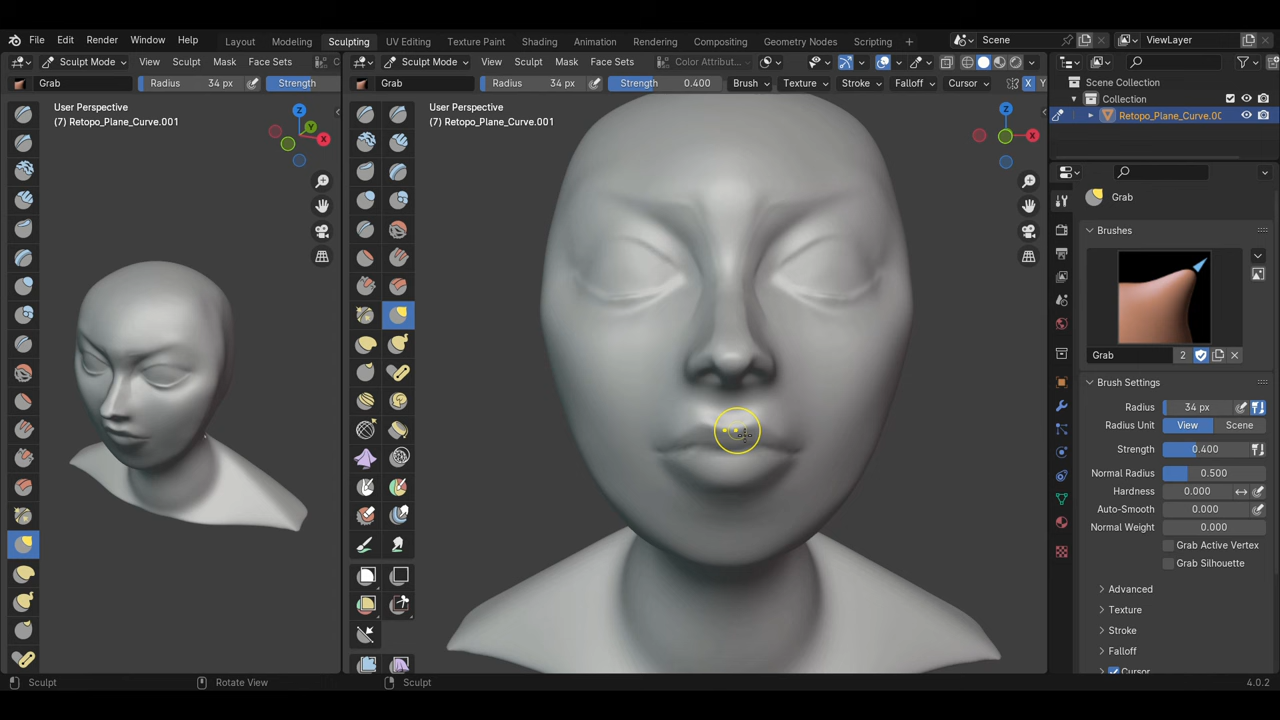 File Edit Render Window Help Layout Modeling Sculpting UV Editing Texture Paint Shading Animation Rendering Compositing Geometry Nodes Scripting + Scene ViewLayer
Sculpt Mode View Sculpt Mask Face Sets C Sculpt Mode View Sculpt Mask Face Sets Color Attribut...
Grab Radius 34 px Strength Grab Radius 34 px Strength 0.400 Brush Texture Stroke Falloff Cursor X Y
Scene Collection
Collection
Retopo_Plane_Curve.00
User Perspective
(7) Retopo_Plane_Curve.001
Z
Y
X
User Perspective
(7) Retopo_Plane_Curve.001
Z
X
Grab
Brushes
Grab 2
Brush Settings
Radius 34 px
Radius Unit View Scene
Strength 0.400
Normal Radius 0.500
Hardness 0.000
Auto-Smooth 0.000
Normal Weight 0.000
Grab Active Vertex
Grab Silhouette
Advanced
Texture
Stroke
Falloff
Cursor
Sculpt Rotate View Sculpt 4.0.2